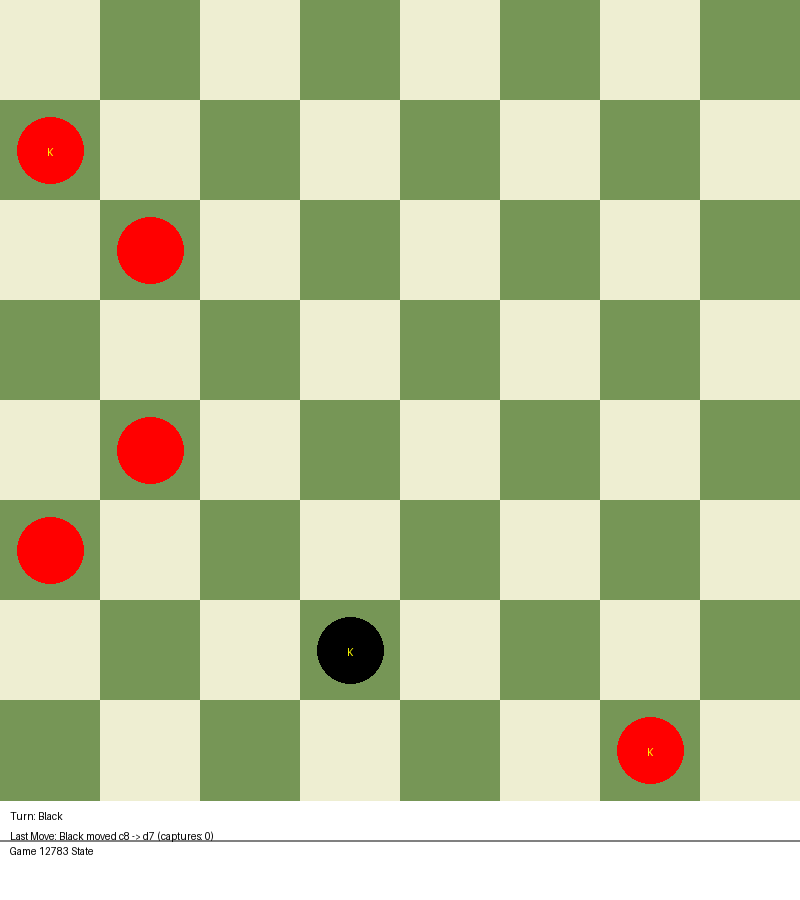 K
K
K
Turn: Black
Last Move: Black moved c8 -> d7 (captures: 0)
Game 12783 State